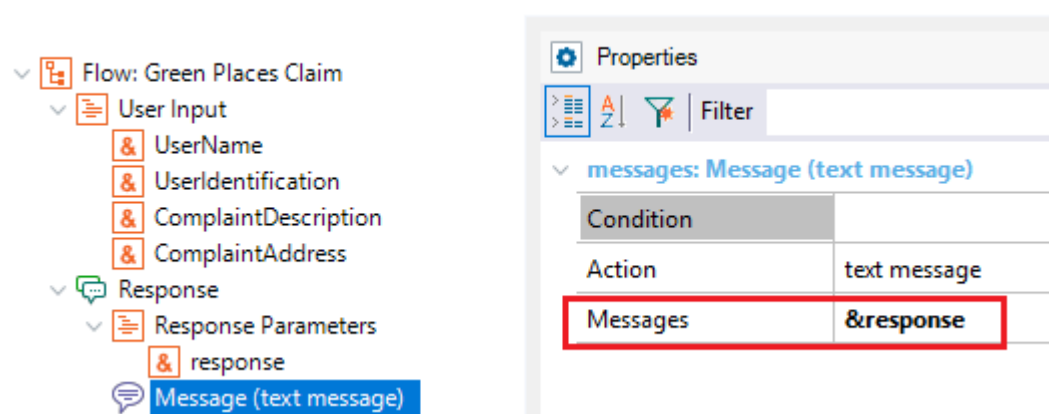 Flow: Green Places Claim
User Input
& UserName
& UserIdentification
& ComplaintDescription
& ComplaintAddress
Response
Response Parameters
& response
Message (text message)
Properties
A
Z Filter
messages: Message (text message)
Condition
Action text message
Messages &response